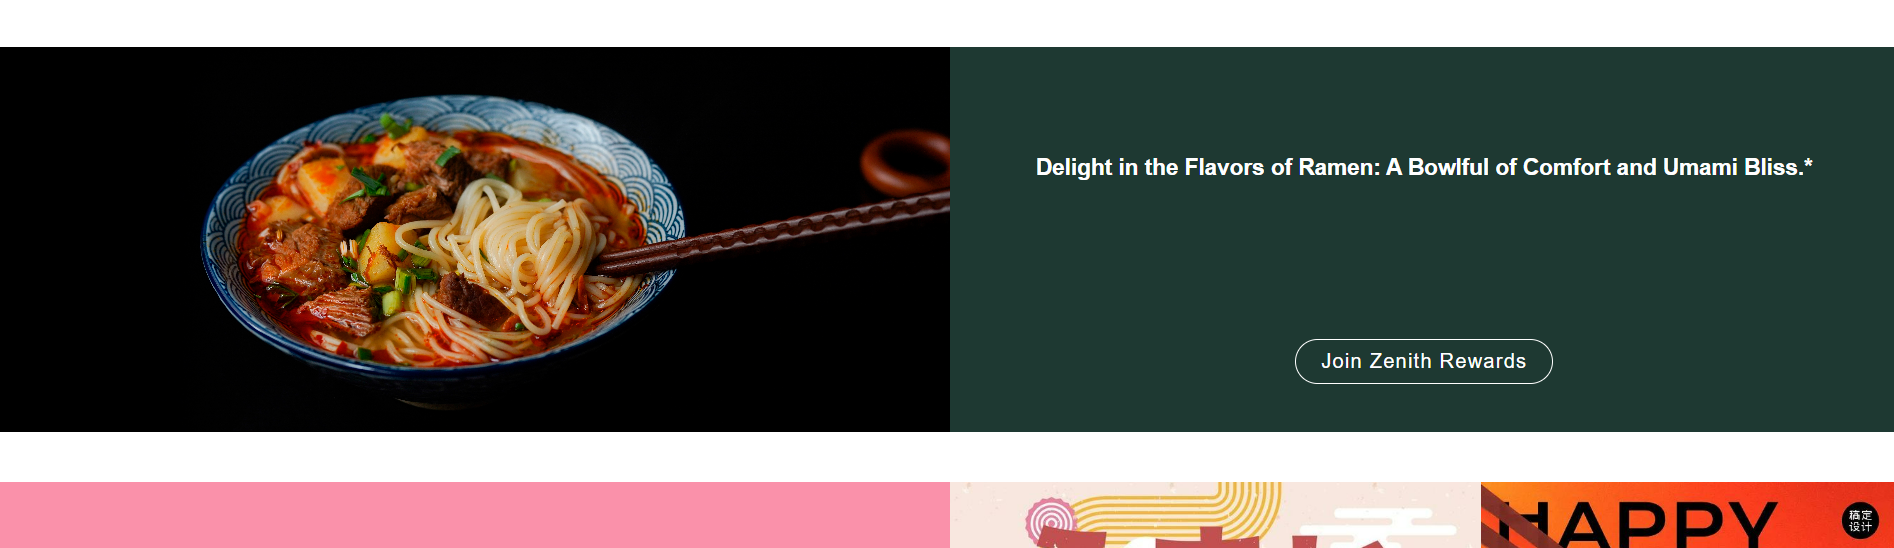 Delight in the Flavors of Ramen: A Bowlful of Comfort and Umami Bliss.*
Join Zenith Rewards
HAPPY
稿定
设计